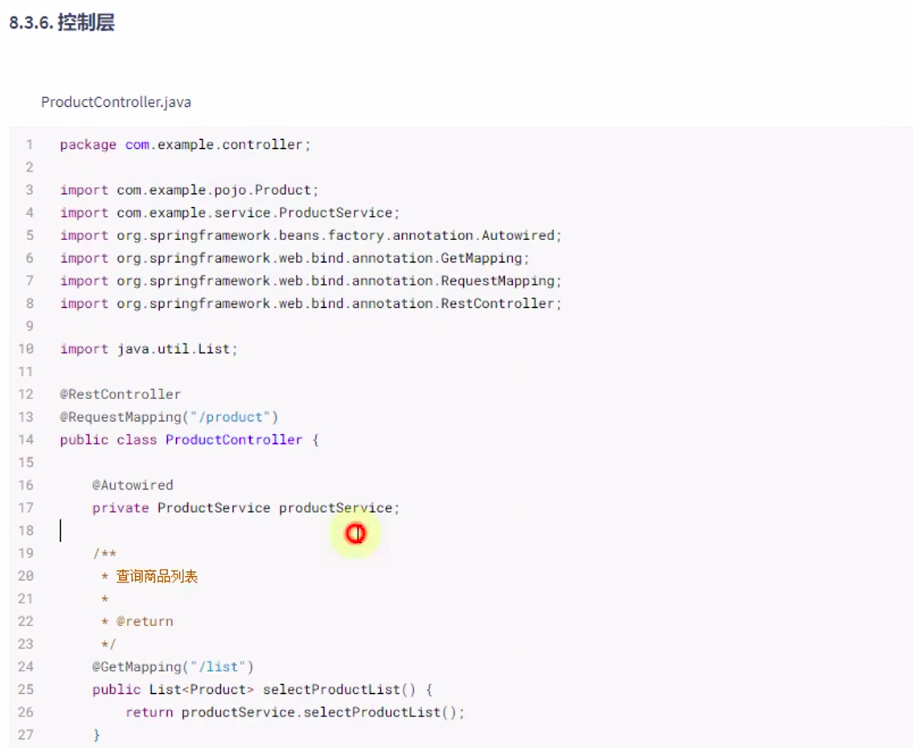 8.3.6. 控制层
ProductController.java
1 package com.example.controller;
2
3 import com.example.pojo.Product;
4 import com.example.service.ProductService;
5 import org.springframework.beans.factory.annotation.Autowired;
6 import org.springframework.web.bind.annotation.GetMapping;
7 import org.springframework.web.bind.annotation.RequestMapping;
8 import org.springframework.web.bind.annotation.RestController;
9
10 import java.util.List;
11
12 @RestController
13 @RequestMapping("/product")
14 public class ProductController {
15
16 @Autowired
17 private ProductService productService;
18
19 /**
20 * 查询商品列表
21 *
22 * @return
23 */
24 @GetMapping("/list")
25 public List<Product> selectProductList() {
26 return productService.selectProductList();
27 }